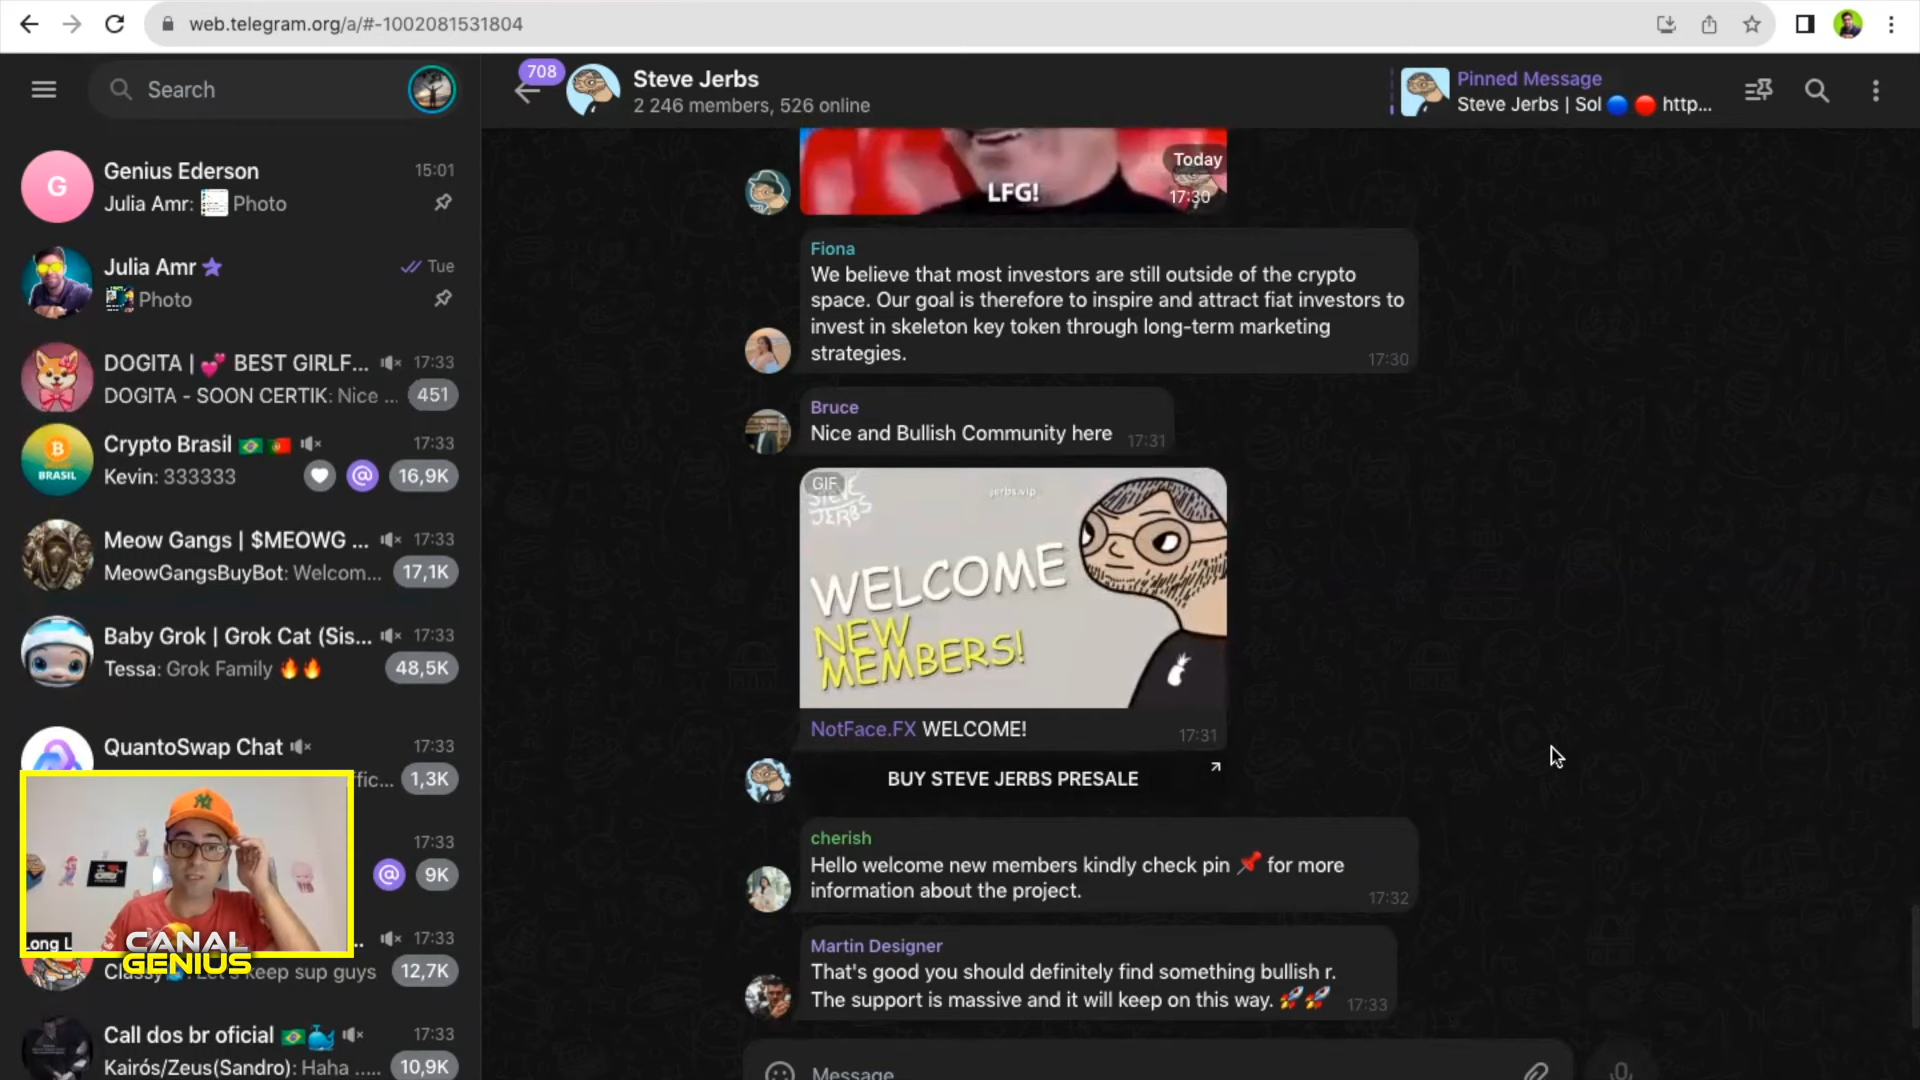 web.telegram.org/a/#-1002081531804
Search
708
Steve Jerbs
2 246 members, 526 online
Pinned Message
Steve Jerbs | Sol 🔵 🔴 http...
G
Genius Ederson
15:01
Julia Amr: Photo
Julia Amr
Tue
Photo
DOGITA | 💕 BEST GIRLF...
17:33
DOGITA - SOON CERTIK: Nice ...
451
BRASIL
Crypto Brasil 🇧🇷 🇵🇹
17:33
Kevin: 333333
@
16,9K
Meow Gangs | $MEOWG ...
17:33
MeowGangsBuyBot: Welcom...
17,1K
Baby Grok | Grok Cat (Sis...
17:33
Tessa: Grok Family 🔥🔥
48,5K
QuantoSwap Chat
17:33
1,3K
17:33
@
9K
Long L
17:33
CANAL
GENIUS
12,7K
Call dos br oficial 🇧🇷🐳
17:33
Kairós/Zeus(Sandro): Haha .....
10,9K
LFG!
Today
17:30
Fiona
We believe that most investors are still outside of the crypto
space. Our goal is therefore to inspire and attract fiat investors to
invest in skeleton key token through long-term marketing
strategies.
17:30
Bruce
Nice and Bullish Community here
17:31
GIF
STEVE
JERBS
jerbs.vip
WELCOME
NEW
MEMBERS!
NotFace.FX WELCOME!
17:31
BUY STEVE JERBS PRESALE
cherish
Hello welcome new members kindly check pin 📌 for more
information about the project.
17:32
Martin Designer
That's good you should definitely find something bullish r.
The support is massive and it will keep on this way. 🚀🚀
17:33
Message